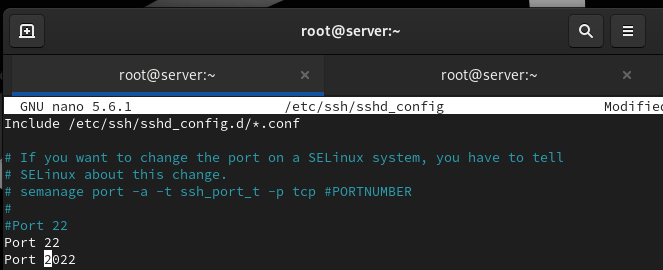 root@server:~
root@server:~ ×
root@server:~ ×
GNU nano 5.6.1 /etc/ssh/sshd_config Modified
Include /etc/ssh/sshd_config.d/*.conf
# If you want to change the port on a SELinux system, you have to tell
# SELinux about this change.
# semanage port -a -t ssh_port_t -p tcp #PORTNUMBER
#
#Port 22
Port 22
Port 2022